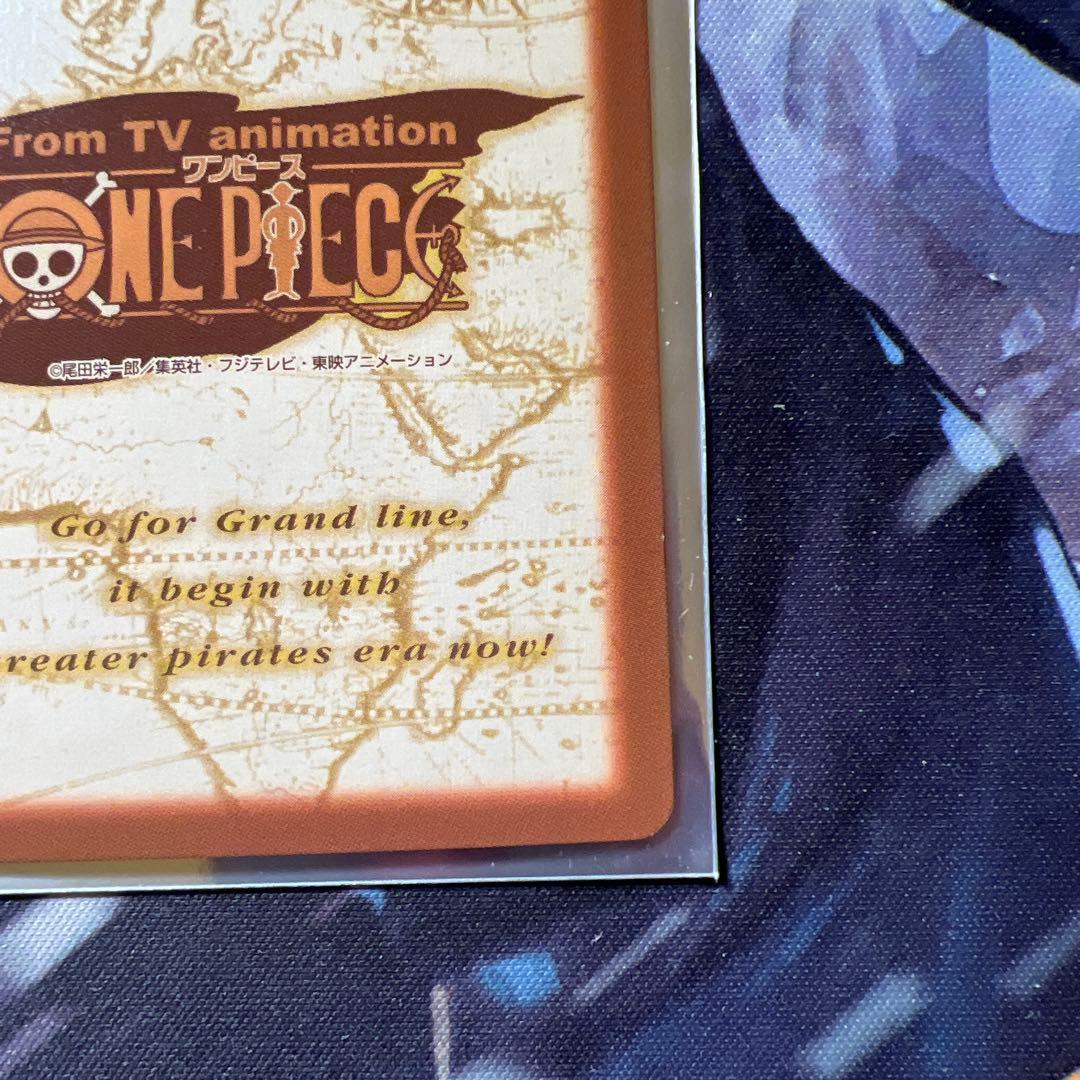 From TV animation
ワンピース
ONE PIECE
©尾田栄一郎／集英社・フジテレビ・東映アニメーション
Go for Grand line,
it begin with
reater pirates era now!